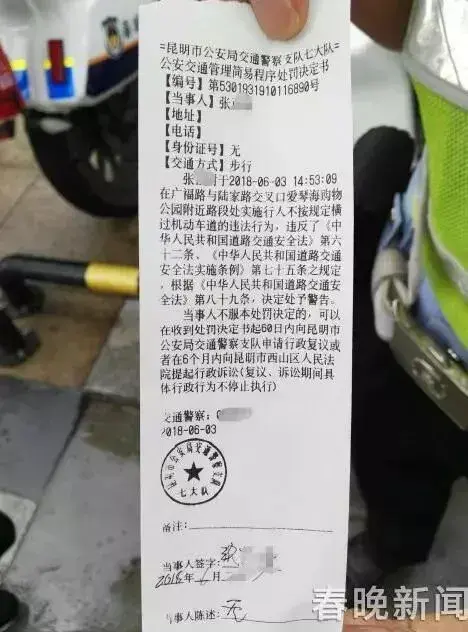 =昆明市公安局交通警察支队七大队=
公安交通管理简易程序处罚决定书
【编号】第5301931910116890号
【当事人】张
【地址】
【电话】
【身份证号】无
【交通方式】步行
张 于2018-06-03 14:53:09
在广福路与陆家路交叉口爱琴海购物
公园附近路段处实施行人不按规定横
过机动车道的违法行为,违反了《中
华人民共和国道路交通安全法》第六
十二条、《中华人民共和国道路交通
安全法实施条例》第七十五条之规定
,根据《中华人民共和国道路交通安
全法》第八十九条,决定处予警告。
当事人不服本处罚决定的,可以
在收到处罚决定书起60日内向昆明市
公安局交通警察支队申请行政复议或
者在6个月内向昆明市西山区人民法
院提起行政诉讼(复议、诉讼期间具
体行政行为不停止执行)
交通警察:
2018-06-03
昆明市公安局交通警察支队
七大队
备注:
当事人签字:张
2018年6月
当事人陈述:无
春晚新闻